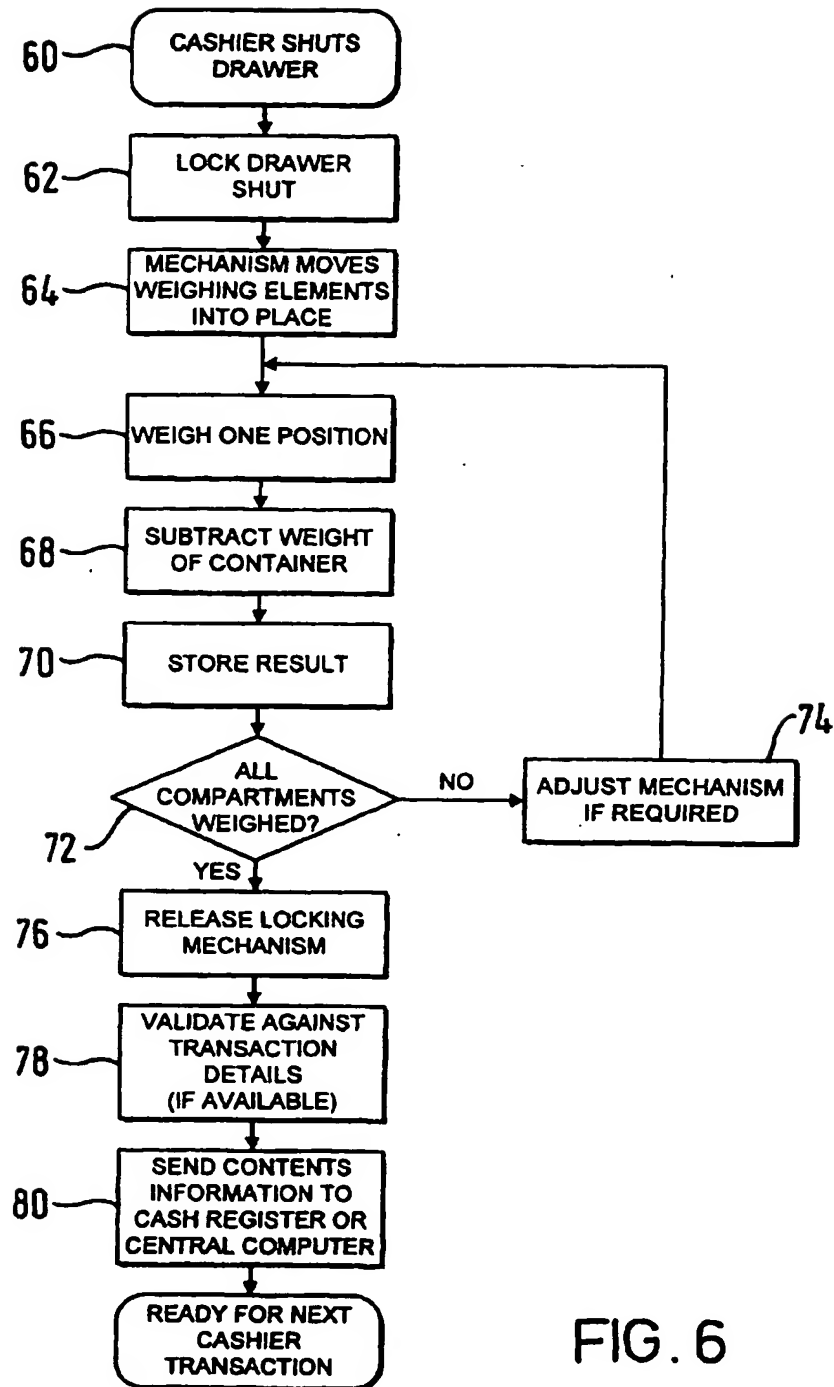 60
CASHIER SHUTS
DRAWER
62
LOCK DRAWER
SHUT
64
MECHANISM MOVES
WEIGHING ELEMENTS
INTO PLACE
66
WEIGH ONE POSITION
68
SUBTRACT WEIGHT
OF CONTAINER
70
STORE RESULT
72
ALL
COMPARTMENTS
WEIGHED?
NO
74
ADJUST MECHANISM
IF REQUIRED
YES
76
RELEASE LOCKING
MECHANISM
78
VALIDATE AGAINST
TRANSACTION
DETAILS
(IF AVAILABLE)
80
SEND CONTENTS
INFORMATION TO
CASH REGISTER OR
CENTRAL COMPUTER
READY FOR NEXT
CASHIER
TRANSACTION
FIG. 6